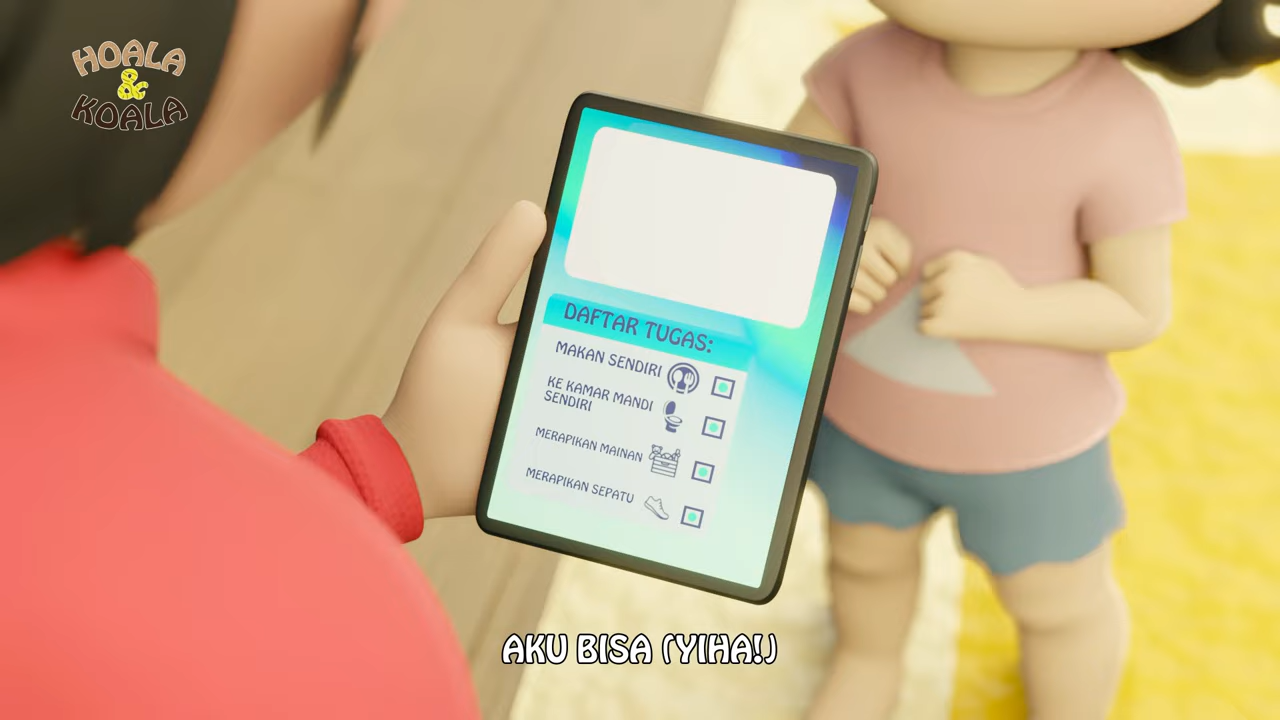 HOALA
&
KOALA
DAFTAR TUGAS:
MAKAN SENDIRI
KE KAMAR MANDI
SENDIRI
MERAPIKAN MAINAN
MERAPIKAN SEPATU
AKU BISA (YIHA!)